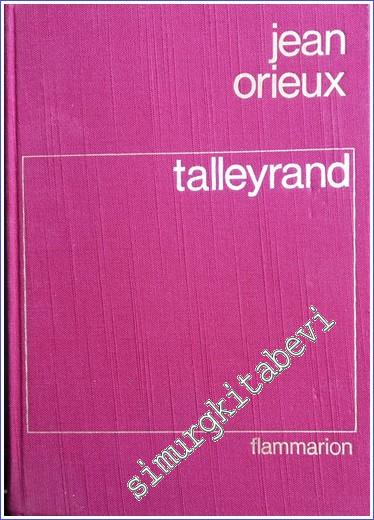 jean
orieux
talleyrand
flammarion
simurgkitabevi